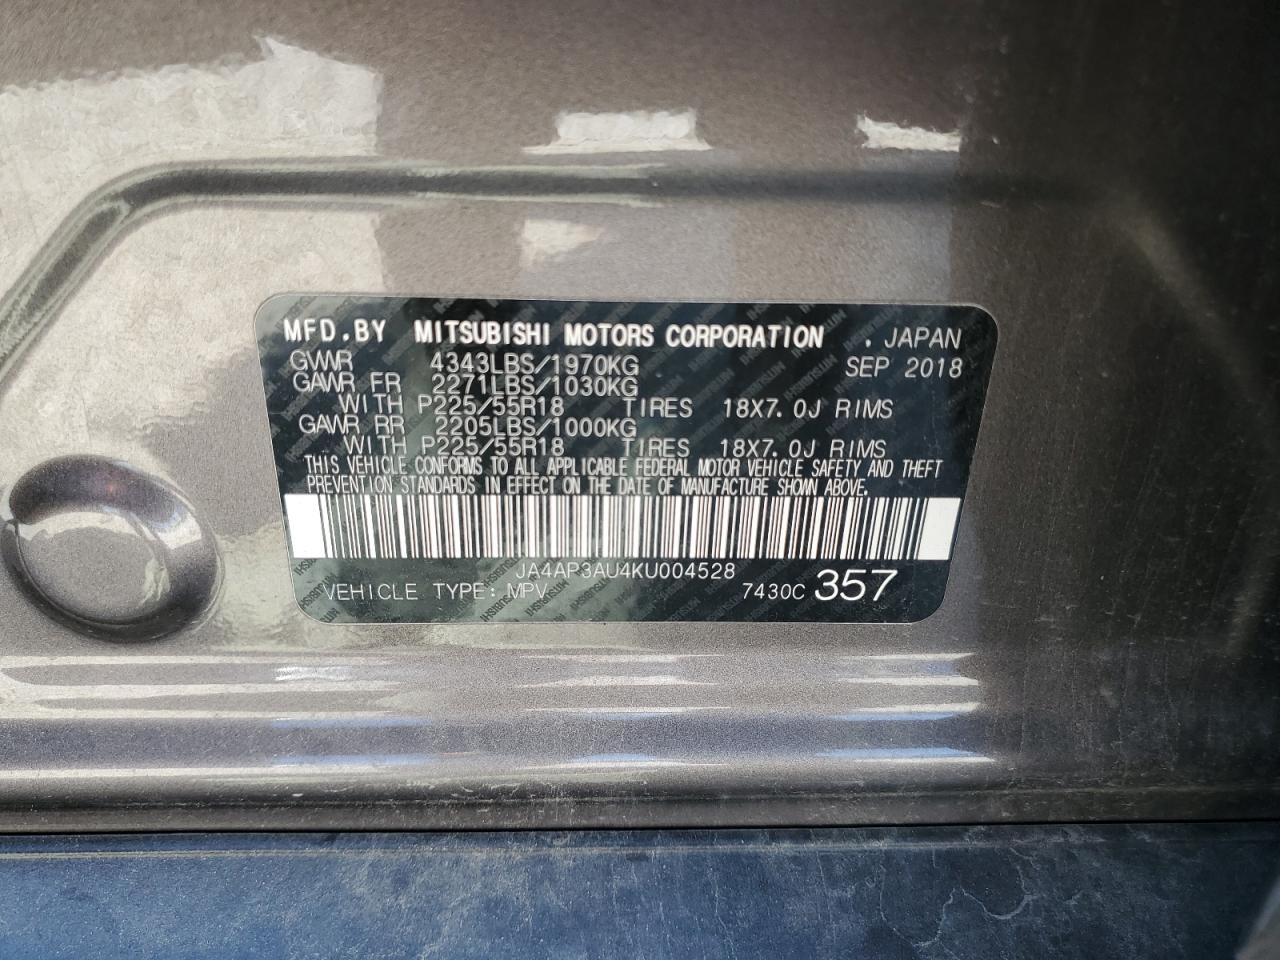 MFD.BY MITSUBISHI MOTORS CORPORATION . JAPAN
GVWR 4343LBS/1970KG SEP 2018
GAWR FR 2271LBS/1030KG
WITH P225/55R18 TIRES 18X7.0J RIMS
GAWR RR 2205LBS/1000KG
WITH P225/55R18 TIRES 18X7.0J RIMS
THIS VEHICLE CONFORMS TO ALL APPLICABLE FEDERAL MOTOR VEHICLE SAFETY AND THEFT
PREVENTION STANDARDS IN EFFECT ON THE DATE OF MANUFACTURE SHOWN ABOVE.
JA4AP3AU4KU004528
VEHICLE TYPE: MPV 7430C 357